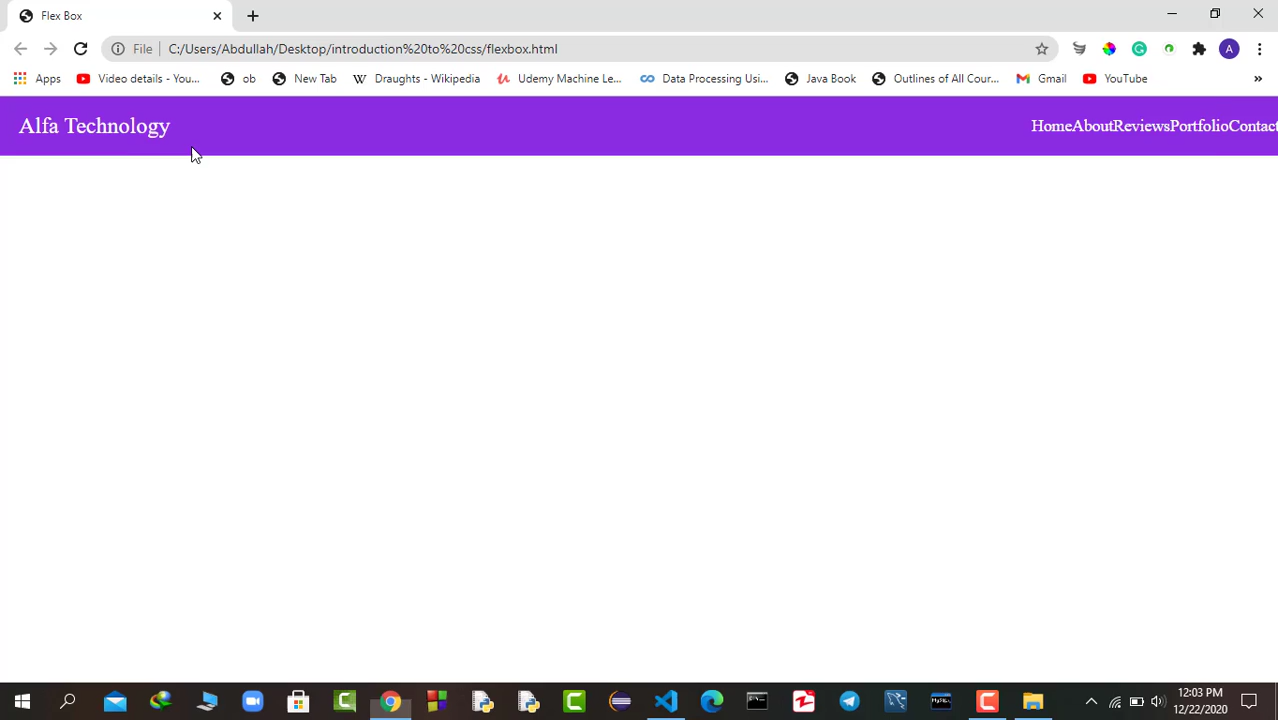 Flex Box
File
C:/Users/Abdullah/Desktop/introduction%20to%20css/flexbox.html
A
Apps
Video details - You...
ob
New Tab
Draughts - Wikipedia
Udemy Machine Le...
Data Processing Usi...
Java Book
Outlines of All Cour...
Gmail
YouTube
»
Alfa Technology
HomeAboutReviewsPortfolioContact
12:03 PM
12/22/2020